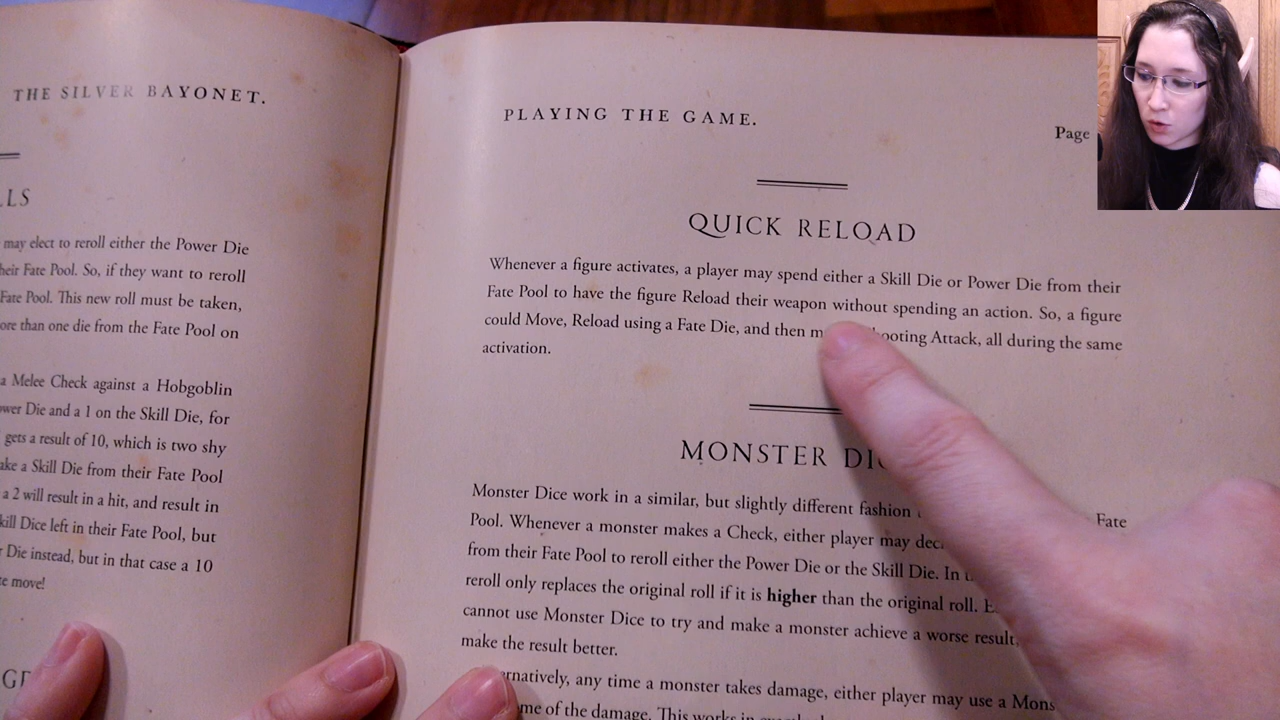 THE SILVER BAYONET.
LLS
may elect to reroll either the Power Die
heir Fate Pool. So, if they want to reroll
Fate Pool. This new roll must be taken,
ore than one die from the Fate Pool on
a Melee Check against a Hobgoblin
ower Die and a 1 on the Skill Die, for
gets a result of 10, which is two shy
ake a Skill Die from their Fate Pool
a 2 will result in a hit, and result in
kill Dice left in their Fate Pool, but
r Die instead, but in that case a 10
te move!
GE
PLAYING THE GAME.
Page
QUICK RELOAD
Whenever a figure activates, a player may spend either a Skill Die or Power Die from their
Fate Pool to have the figure Reload their weapon without spending an action. So, a figure
could Move, Reload using a Fate Die, and then m hooting Attack, all during the same
activation.
MONSTER DI
Monster Dice work in a similar, but slightly different fashion Fate
Pool. Whenever a monster makes a Check, either player may dec
from their Fate Pool to reroll either the Power Die or the Skill Die. In t
reroll only replaces the original roll if it is higher than the original roll. E
cannot use Monster Dice to try and make a monster achieve a worse result,
make the result better.
rnatively, any time a monster takes damage, either player may use a Mons
me of the damage. This works in